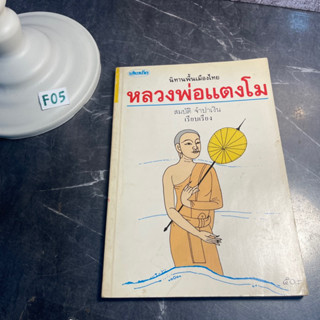 F05
นิทานพื้นเมืองไทย
หลวงพ่อแตงโม
สมบัติ จำปาเงิน
เรียบเรียง